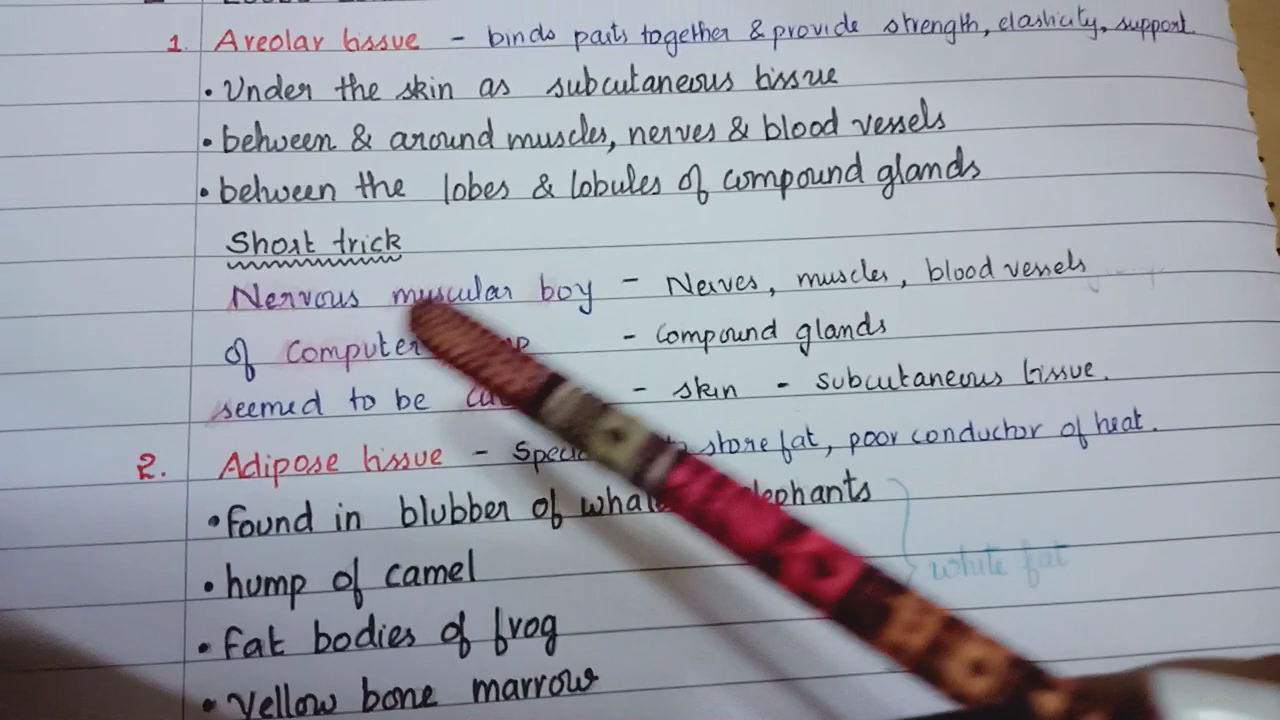 1. Areolar tissue - binds parts together & provide strength, elasticity, support
• Under the skin as subcutaneous tissue
• between & around muscles, nerves & blood vessels
• between the lobes & lobules of compound glands
Short trick
Nervous muscular boy - Nerves, muscles, blood vessels
of computer - compound glands
seemed to be - skin - subcutaneous tissue.
2. Adipose tissue - store fat, poor conductor of heat.
• Found in blubber of elephants
white fat
• hump of camel
• Fat bodies of frog
• Yellow bone marrow